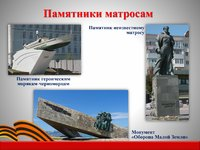 Памятники матросам
Памятник неизвестному
матросу
Памятник героическим
морякам-черноморцам
Монумент
«Оборона Малой Земли»